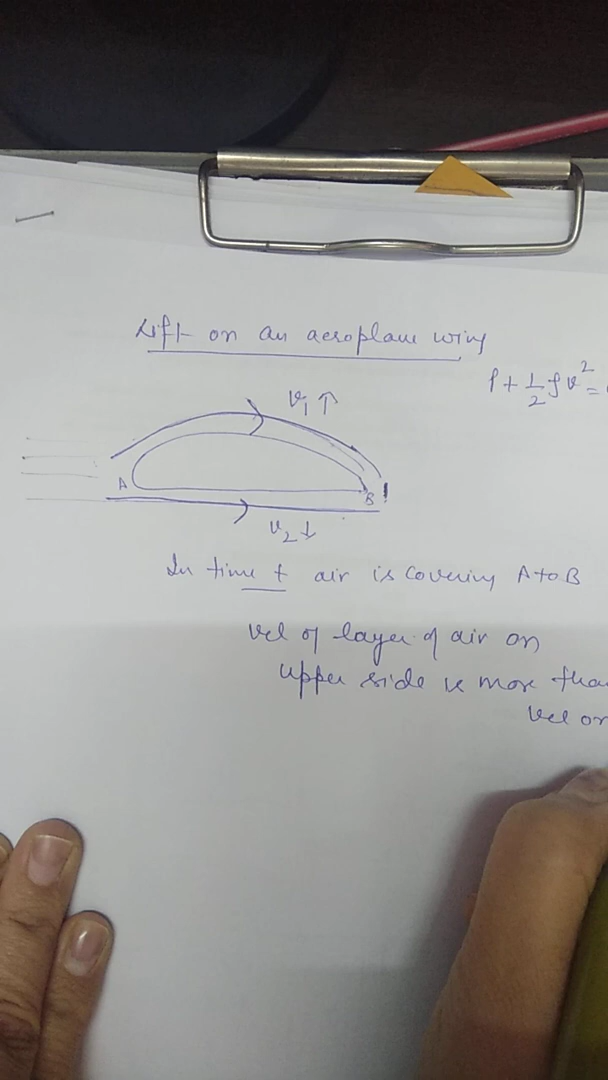 Lift on an aeroplane wing
P + 1/2 ρv² =
v₁↑
A
B
v₂↓
In time t air is covering A to B
vel of layer of air on
upper side is more than
vel on